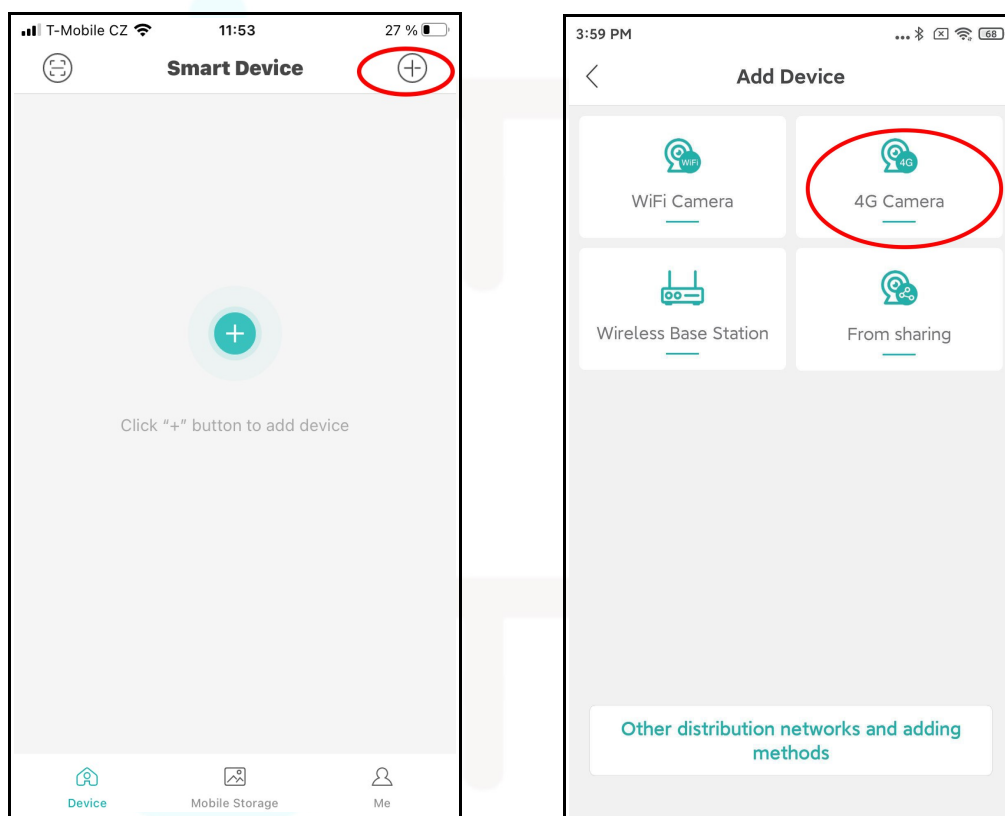 T-Mobile CZ 11:53 27 %
Smart Device
Click "+" button to add device
Device Mobile Storage Me
3:59 PM ... 68
Add Device
WiFi
4G
WiFi Camera 4G Camera
Wireless Base Station From sharing
Other distribution networks and adding
methods